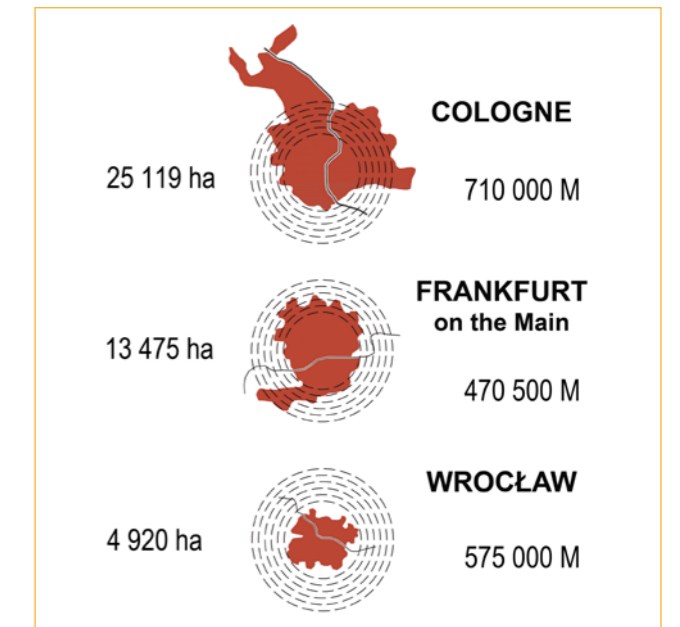 COLOGNE
25 119 ha
710 000 M
FRANKFURT
on the Main
13 475 ha
470 500 M
WROCŁAW
4 920 ha
575 000 M